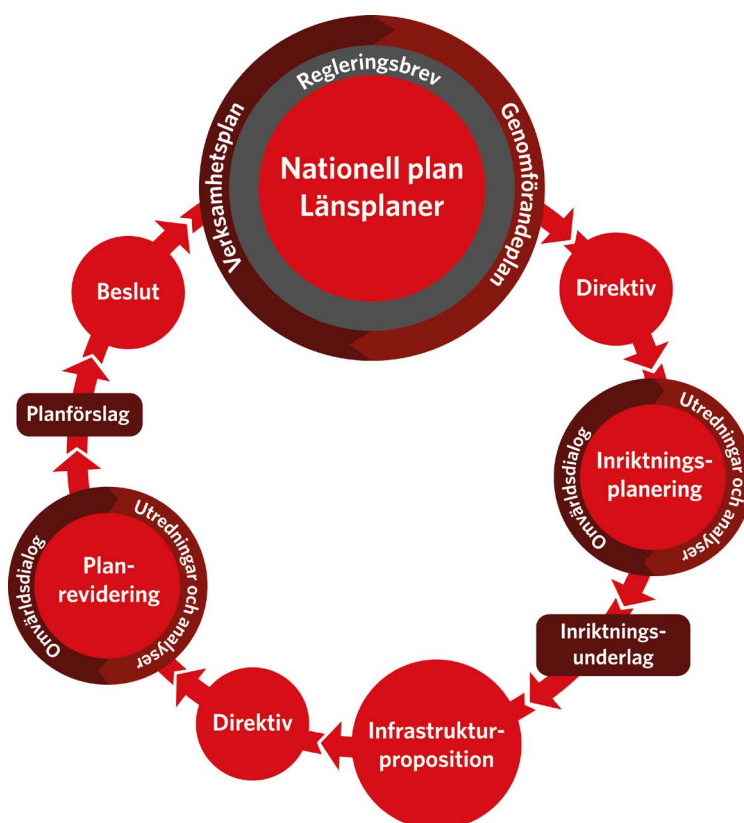 Regleringsbrev
Verksamhetsplan
Genomförandeplan
Nationell plan
Länsplaner
Direktiv
Utredningar och analyser
Omvärldsdialog
Inriktnings-
planering
Inriktnings-
underlag
Infrastruktur-
proposition
Direktiv
Utredningar och analyser
Omvärldsdialog
Plan-
revidering
Planförslag
Beslut